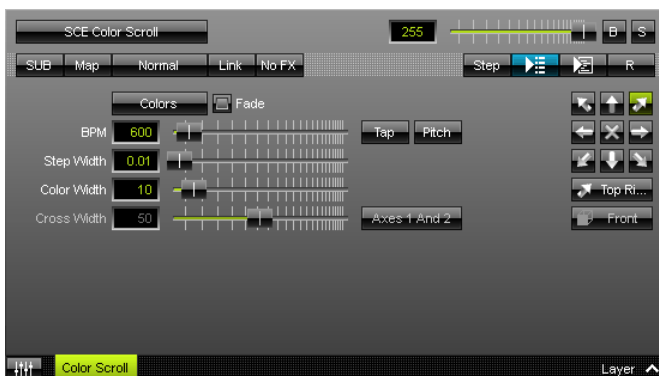 SCE Color Scroll 255 B S
SUB Map Normal Link No FX Step R
Colors Fade
BPM 600 Tap Pitch
Step Width 0.01
Color Width 10 Top Ri...
Cross Width 50 Axes 1 And 2 Front
Color Scroll Layer